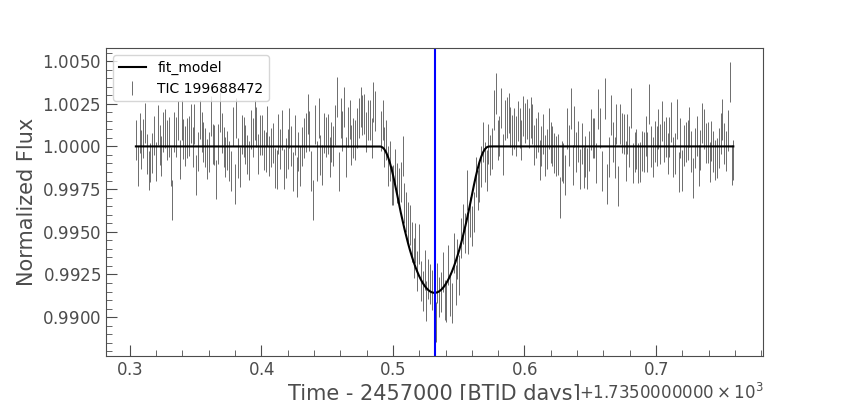 fit_model
TIC 199688472
1.0050
1.0025
1.0000
0.9975
0.9950
0.9925
0.9900
Normalized Flux
0.3 0.4 0.5 0.6 0.7
Time - 2457000 [BTJD days]
+1.7350000000 × 10³